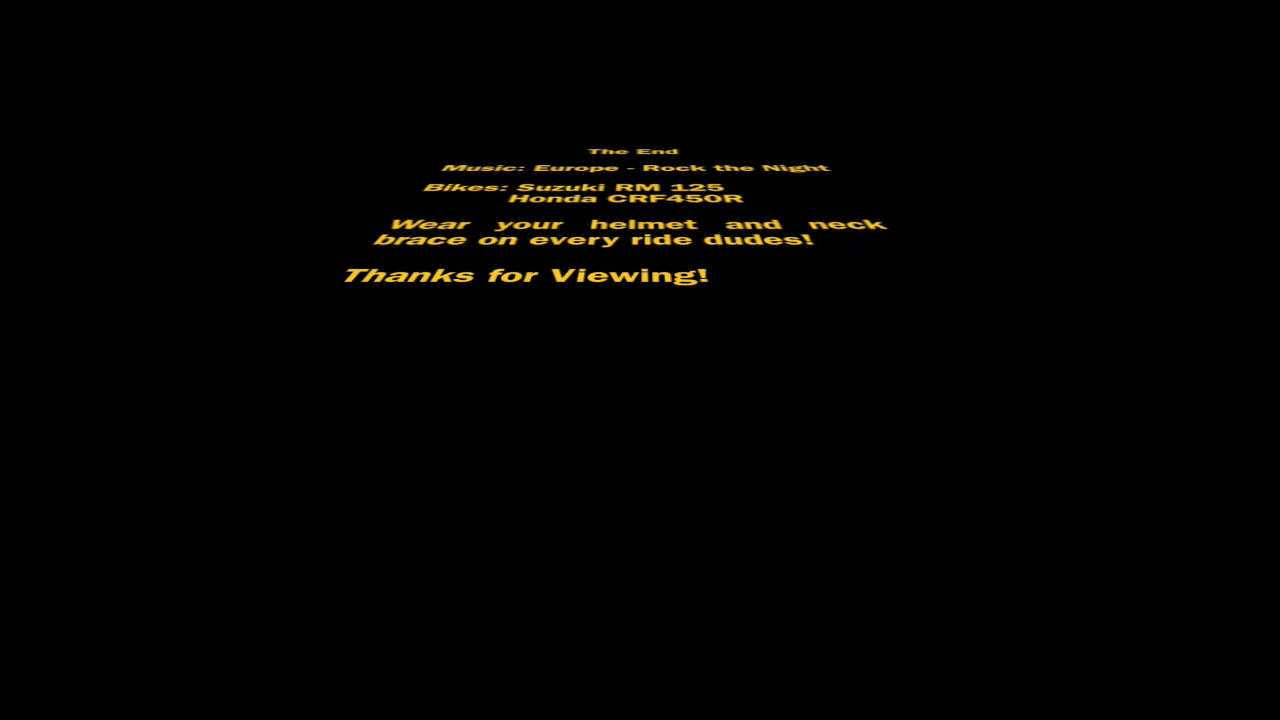 The End
Music: Europe - Rock the Night
Bikes: Suzuki RM 125
Honda CRF450R
Wear your helmet and neck
brace on every ride dudes!
Thanks for Viewing!